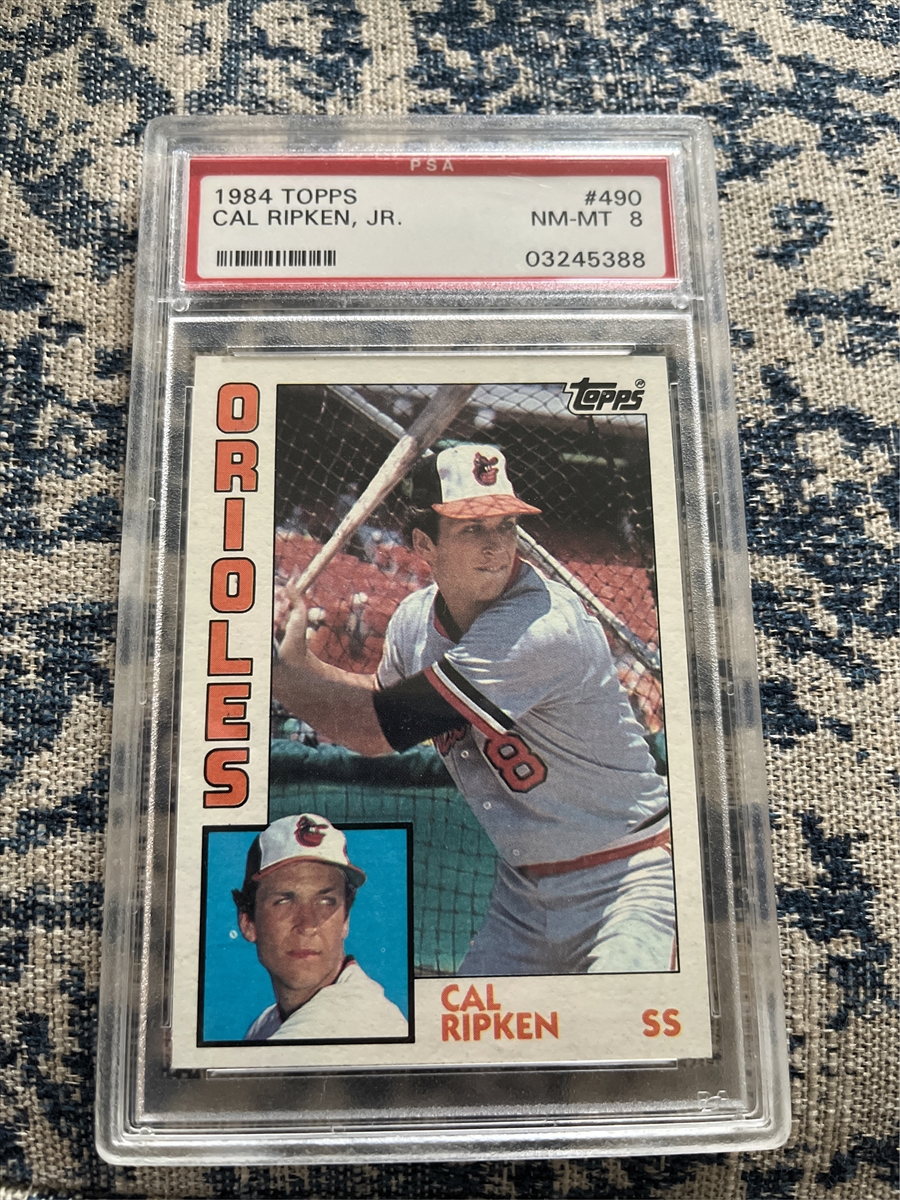 PSA
1984 TOPPS #490
CAL RIPKEN, JR. NM-MT 8
03245388
TOPPS ®
ORIOLES
8
CAL
RIPKEN SS